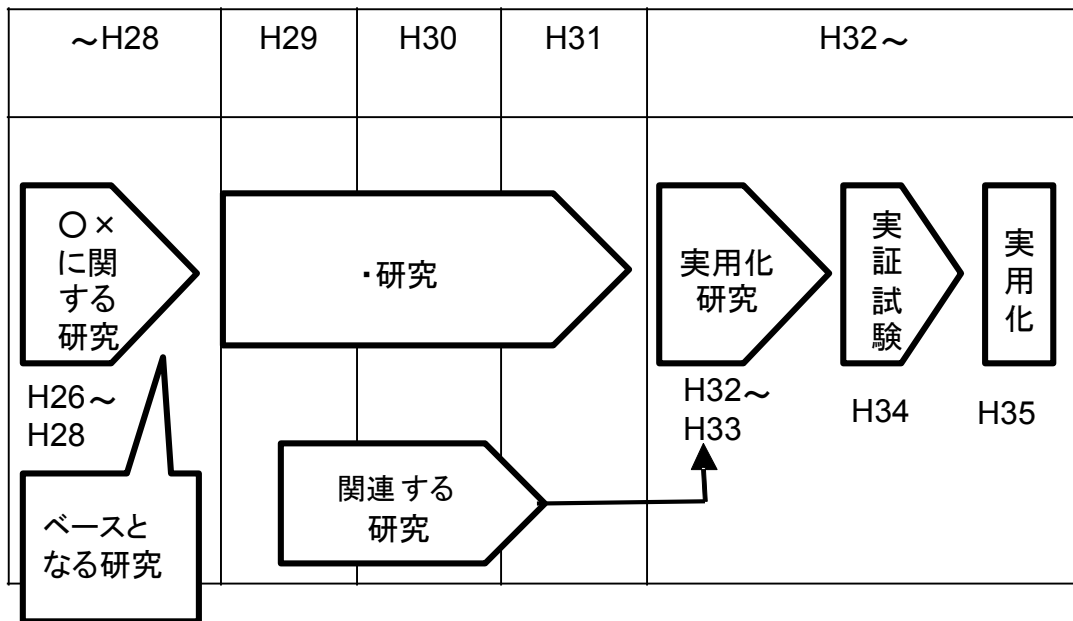 ～H28
H29
H30
H31
H32～
〇×
に関
する
研究
・研究
実用化
研究
実証試験
実用化
H26～
H28
H32～
H33
H34
H35
関連する
研究
ベースと
なる研究